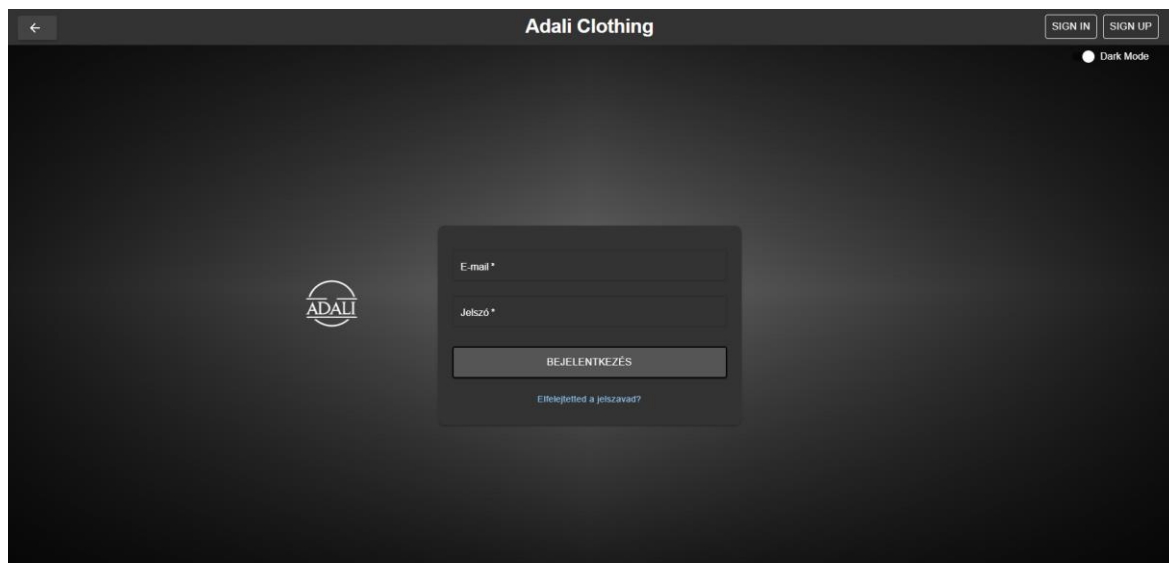 Adali Clothing
SIGN IN
SIGN UP
Dark Mode
E-mail *
ADALI
Jelszó *
BEJELENTKEZÉS
Elfelejtetted a jelszavad?